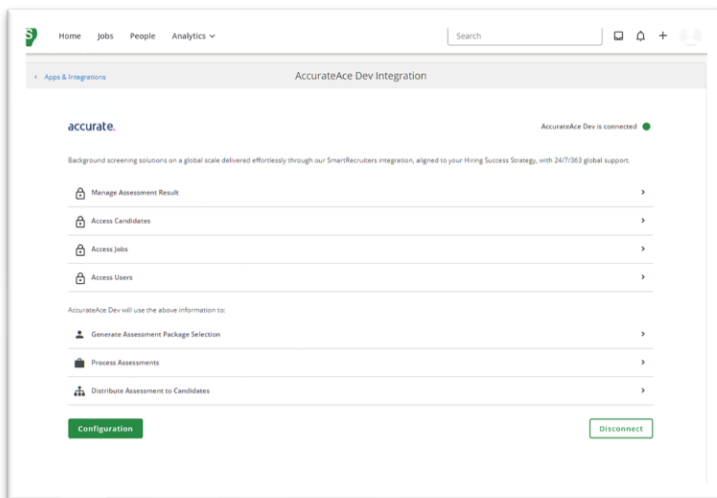 S
Home Jobs People Analytics Search
Apps & Integrations AccurateAce Dev Integration
accurate. AccurateAce Dev is connected
Background screening solutions on a global scale delivered effortlessly through our SmartRecruiters integration, aligned to your Hiring Success Strategy, with 24/7/363 global support.
Manage Assessment Result
Access Candidates
Access Jobs
Access Users
AccurateAce Dev will use the above information to:
Generate Assessment Package Selection
Process Assessments
Distribute Assessment to Candidates
Configuration Disconnect